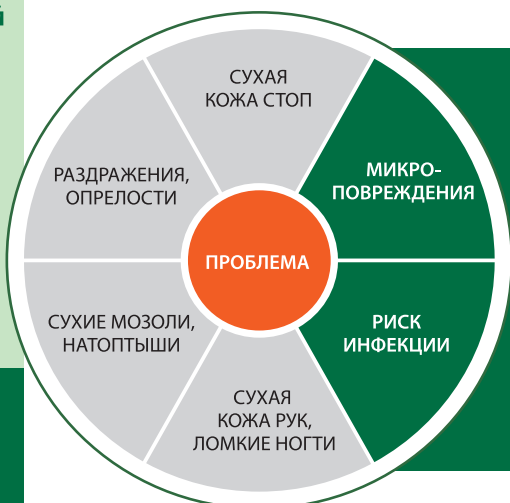 СУХАЯ
КОЖА СТОП
МИКРО-
ПОВРЕЖДЕНИЯ
РАЗДРАЖЕНИЯ,
ОПРЕЛОСТИ
ПРОБЛЕМА
СУХИЕ МОЗОЛИ,
НАТОПТЫШИ
РИСК
ИНФЕКЦИИ
СУХАЯ
КОЖА РУК,
ЛОМКИЕ НОГТИ